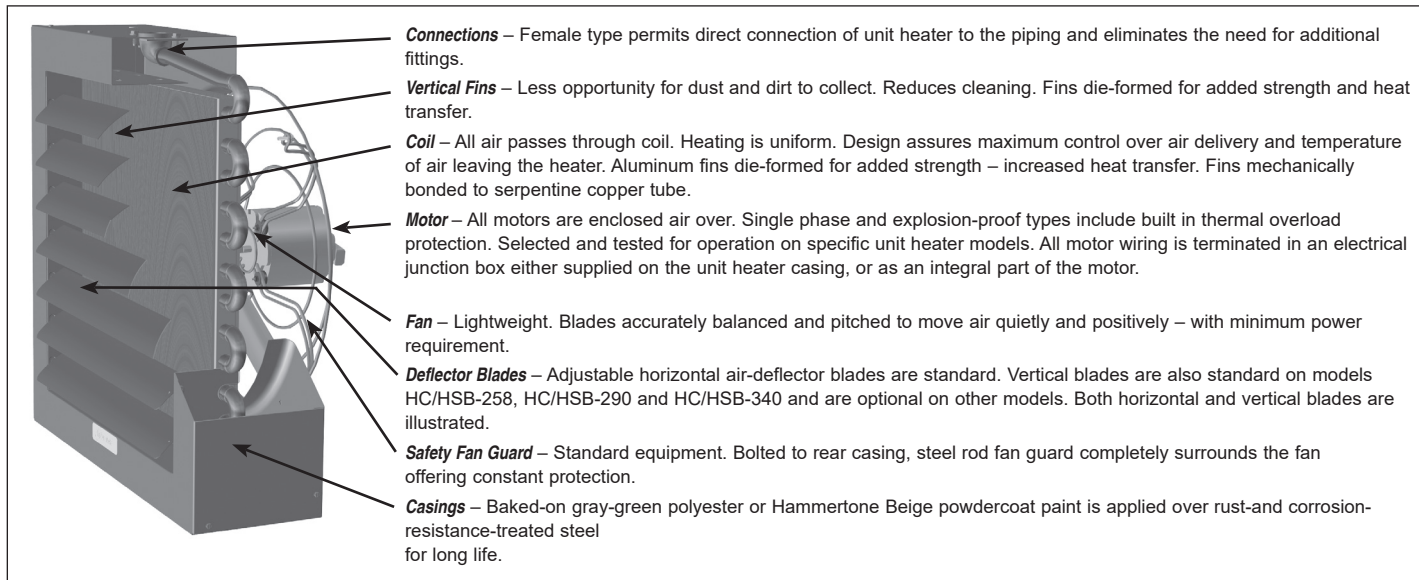 Connections – Female type permits direct connection of unit heater to the piping and eliminates the need for additional
fittings.
Vertical Fins – Less opportunity for dust and dirt to collect. Reduces cleaning. Fins die-formed for added strength and heat
transfer.
Coil – All air passes through coil. Heating is uniform. Design assures maximum control over air delivery and temperature
of air leaving the heater. Aluminum fins die-formed for added strength – increased heat transfer. Fins mechanically
bonded to serpentine copper tube.
Motor – All motors are enclosed air over. Single phase and explosion-proof types include built in thermal overload
protection. Selected and tested for operation on specific unit heater models. All motor wiring is terminated in an electrical
junction box either supplied on the unit heater casing, or as an integral part of the motor.
Fan – Lightweight. Blades accurately balanced and pitched to move air quietly and positively – with minimum power
requirement.
Deflector Blades – Adjustable horizontal air-deflector blades are standard. Vertical blades are also standard on models
HC/HSB-258, HC/HSB-290 and HC/HSB-340 and are optional on other models. Both horizontal and vertical blades are
illustrated.
Safety Fan Guard – Standard equipment. Bolted to rear casing, steel rod fan guard completely surrounds the fan
offering constant protection.
Casings – Baked-on gray-green polyester or Hammertone Beige powdercoat paint is applied over rust-and corrosion-
resistance-treated steel
for long life.